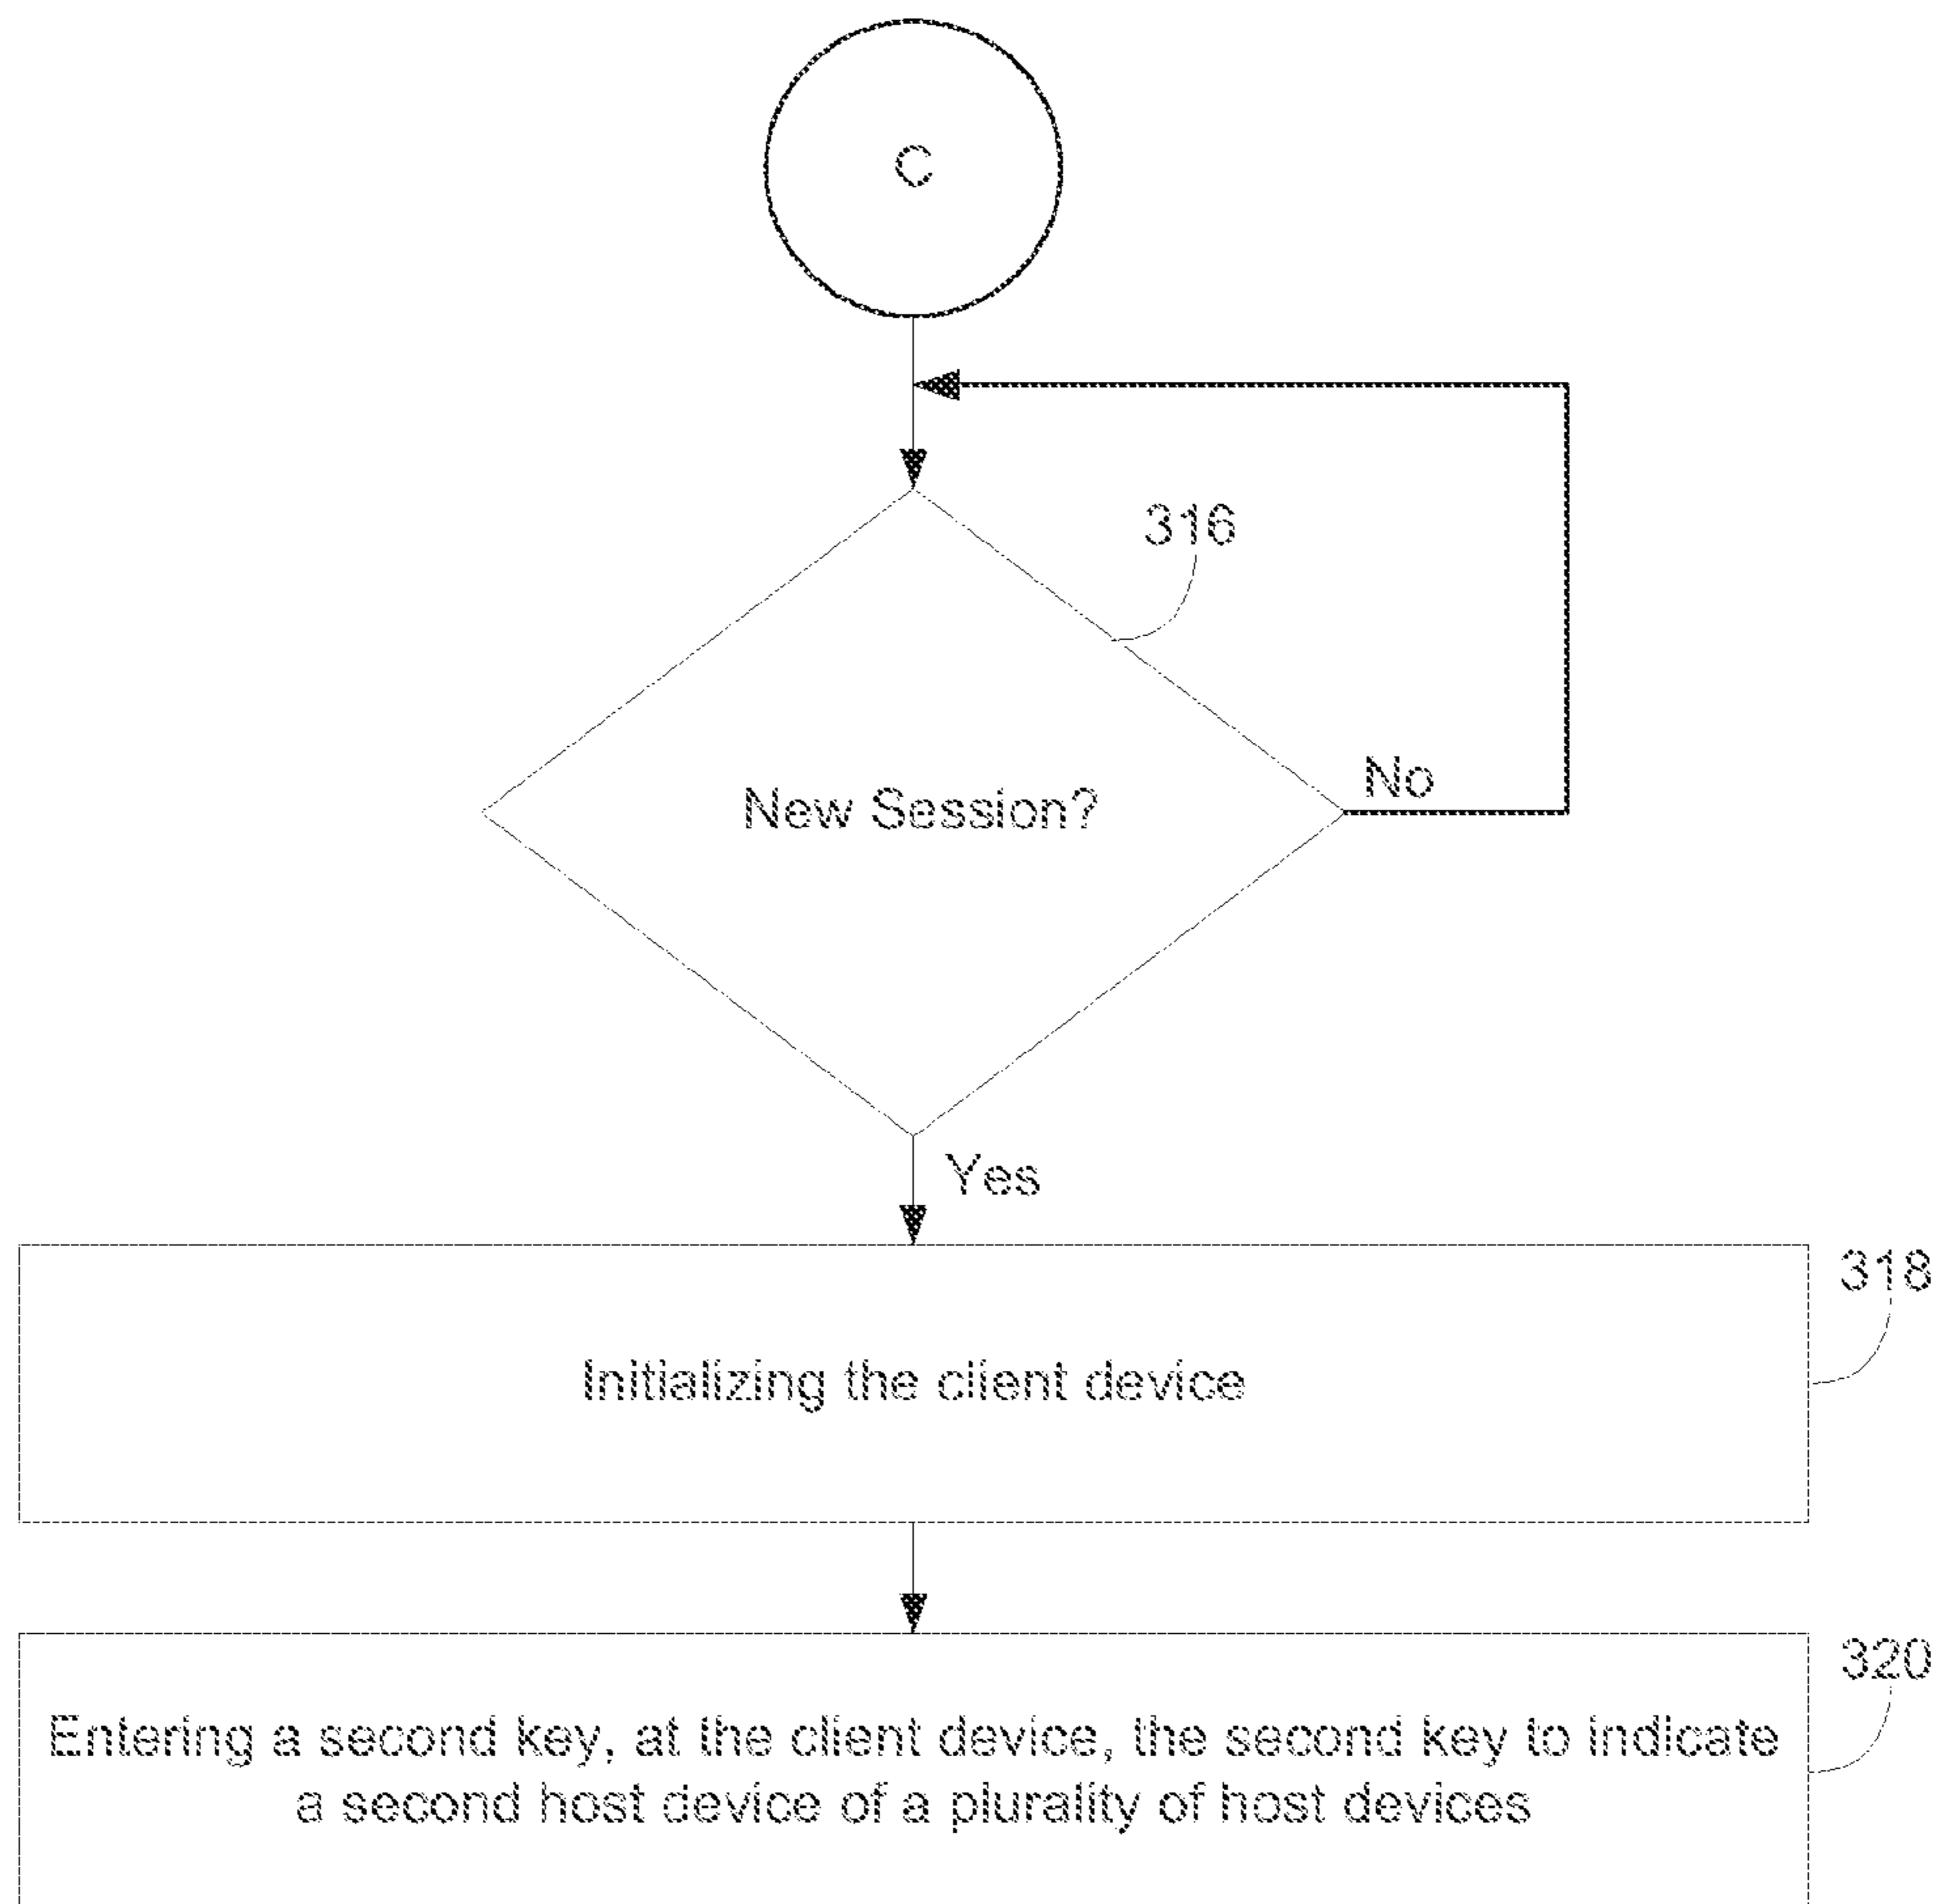 C
316
No
New Session?
Yes
318
Initializing the client device
320
Entering a second key, at the client device, the second key to indicate
a second host device of a plurality of host devices